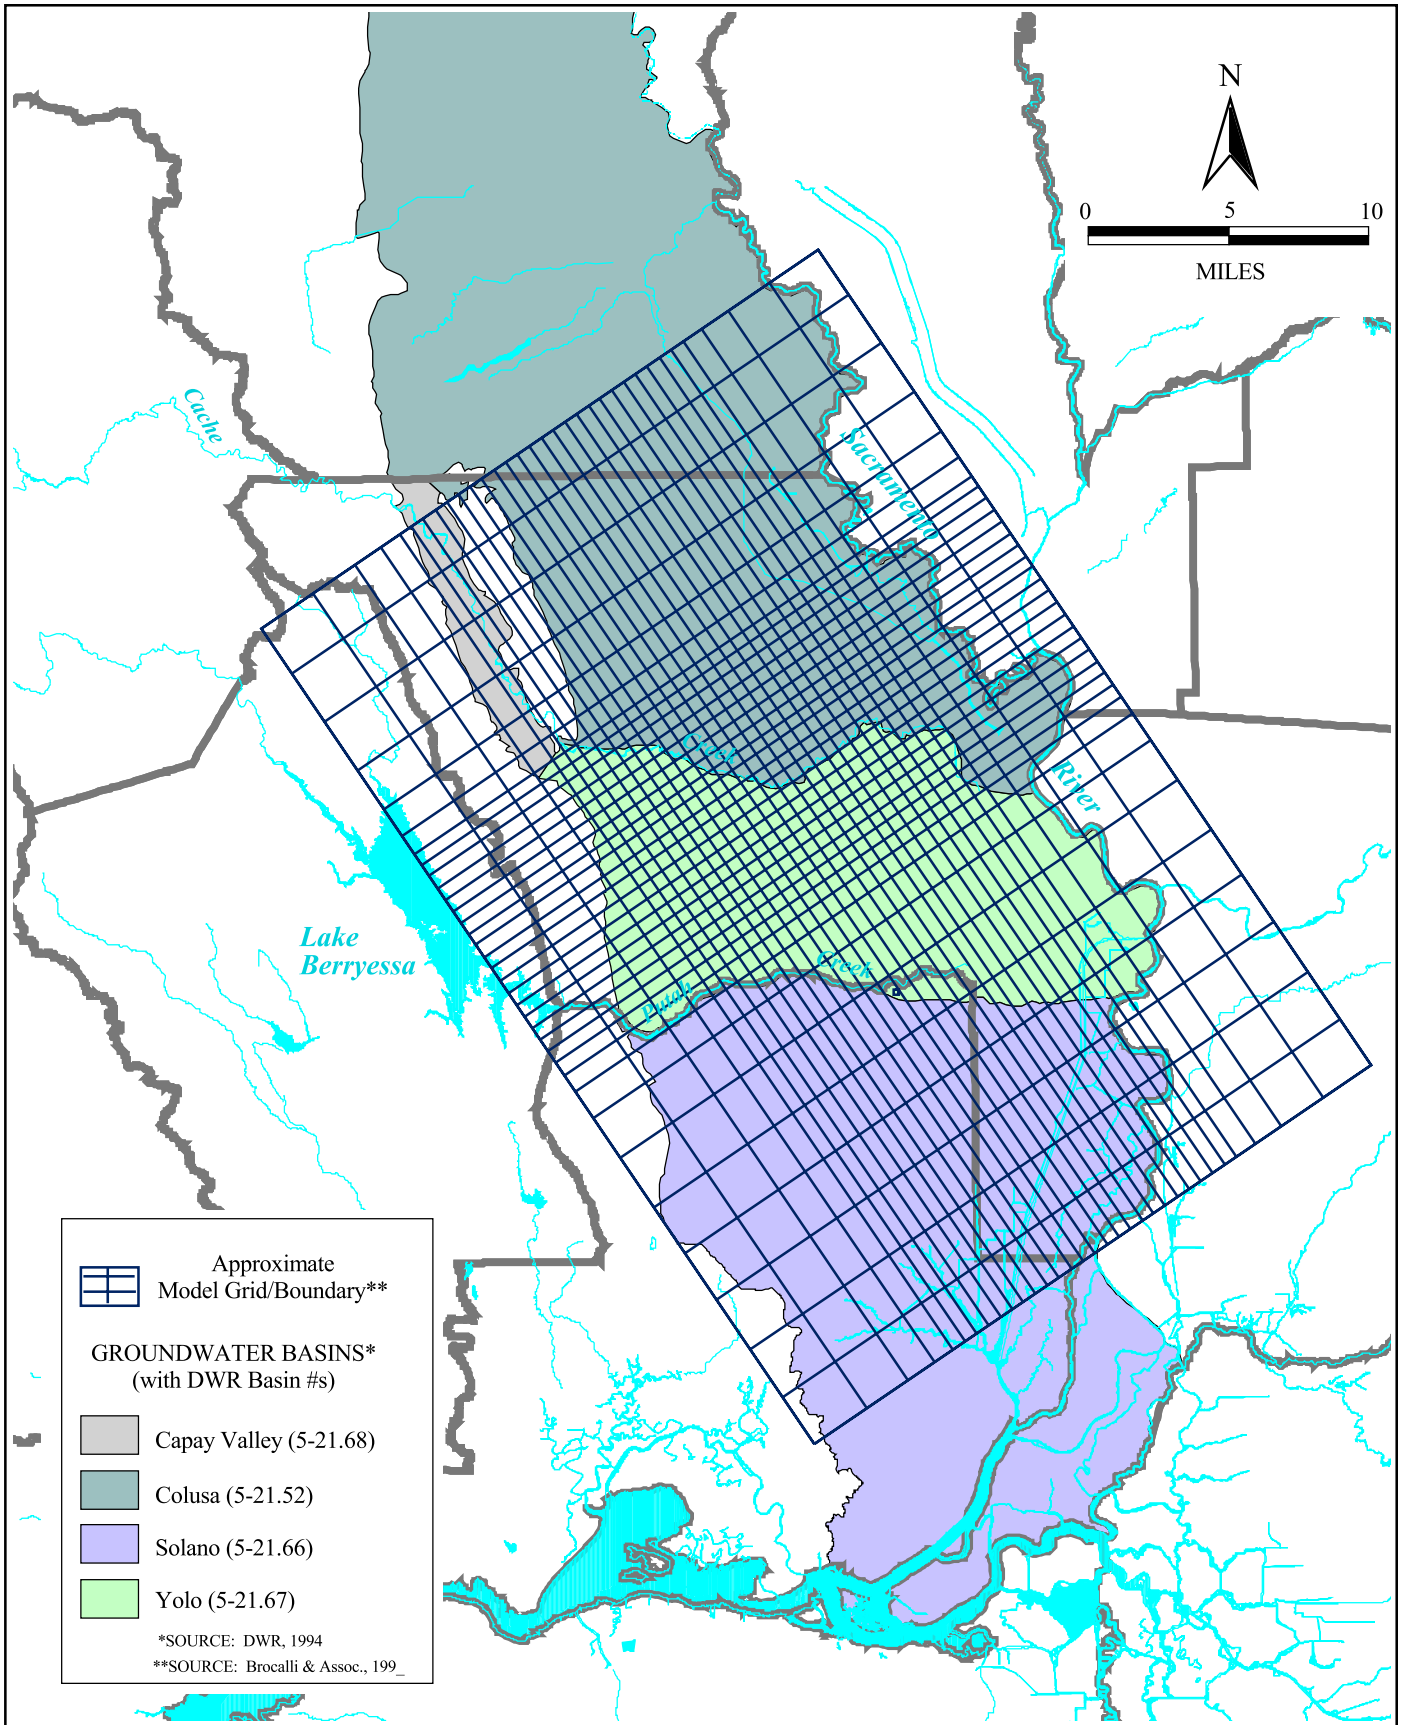 N
0 5 10
MILES
Cache
Sacramento
Creek
River
Lake
Berryessa
Creek
Putah
Approximate
Model Grid/Boundary**
GROUNDWATER BASINS*
(with DWR Basin #s)
Capay Valley (5-21.68)
Colusa (5-21.52)
Solano (5-21.66)
Yolo (5-21.67)
*SOURCE: DWR, 1994
**SOURCE: Brocalli & Assoc., 199_